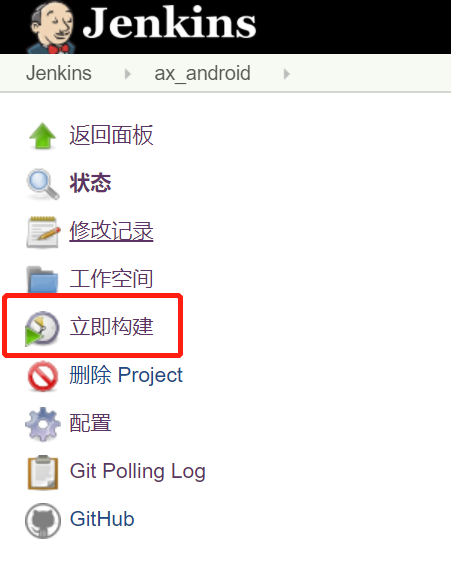 Jenkins
Jenkins ax_android
返回面板
状态
修改记录
工作空间
立即构建
删除 Project
配置
Git Polling Log
GitHub